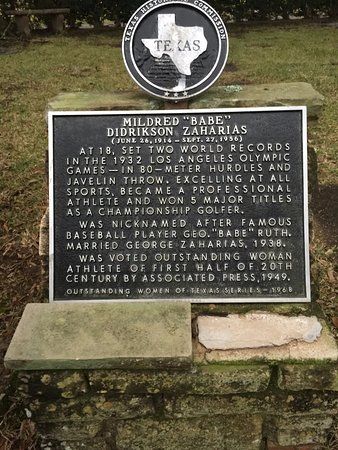 TEXAS HISTORICAL COMMISSION
TEXAS
MILDRED "BABE"
DIDRIKSON ZAHARIAS
(JUNE 26, 1914 – SEPT. 27, 1956)
AT 18, SET TWO WORLD RECORDS
IN THE 1932 LOS ANGELES OLYMPIC
GAMES — IN 80-METER HURDLES AND
JAVELIN THROW. EXCELLING AT ALL
SPORTS, BECAME A PROFESSIONAL
ATHLETE AND WON 5 MAJOR TITLES
AS A CHAMPIONSHIP GOLFER.
WAS NICKNAMED AFTER FAMOUS
BASEBALL PLAYER GEO. "BABE" RUTH.
MARRIED GEORGE ZAHARIAS, 1938.
WAS VOTED OUTSTANDING WOMAN
ATHLETE OF FIRST HALF OF 20TH
CENTURY BY ASSOCIATED PRESS, 1949.
OUTSTANDING WOMEN OF TEXAS SERIES – 1968